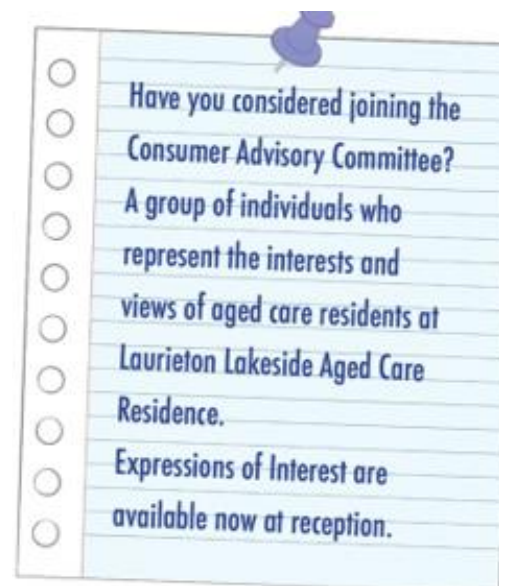 Have you considered joining the
Consumer Advisory Committee?
A group of individuals who
represent the interests and
views of aged care residents at
Laurieton Lakeside Aged Care
Residence.
Expressions of Interest are
available now at reception.